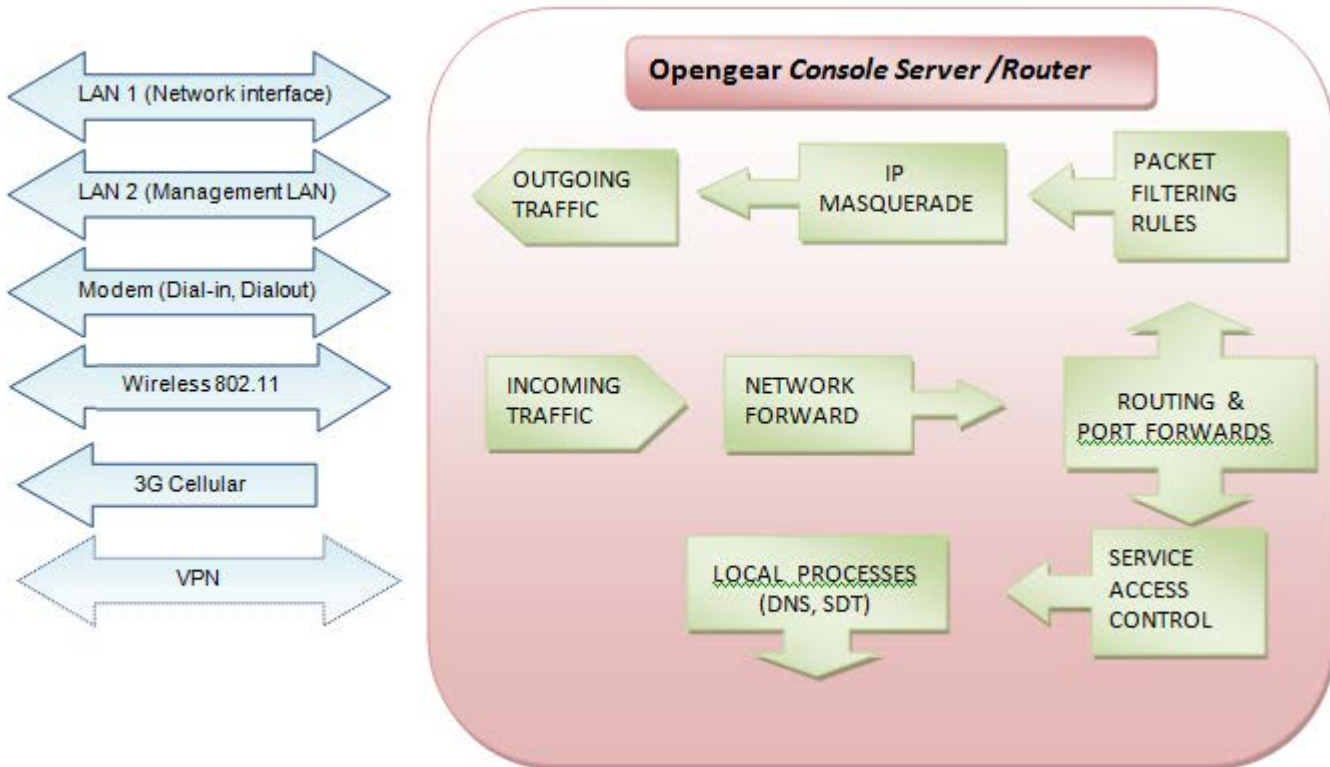 LAN 1 (Network interface)
LAN 2 (Management LAN)
Modem (Dial-in, Dialout)
Wireless 802.11
3G Cellular
VPN
Opengear Console Server /Router
OUTGOING
TRAFFIC
IP
MASQUERADE
PACKET
FILTERING
RULES
INCOMING
TRAFFIC
NETWORK
FORWARD
ROUTING &
PORT FORWARDS
LOCAL PROCESSES
(DNS, SDT)
SERVICE
ACCESS
CONTROL